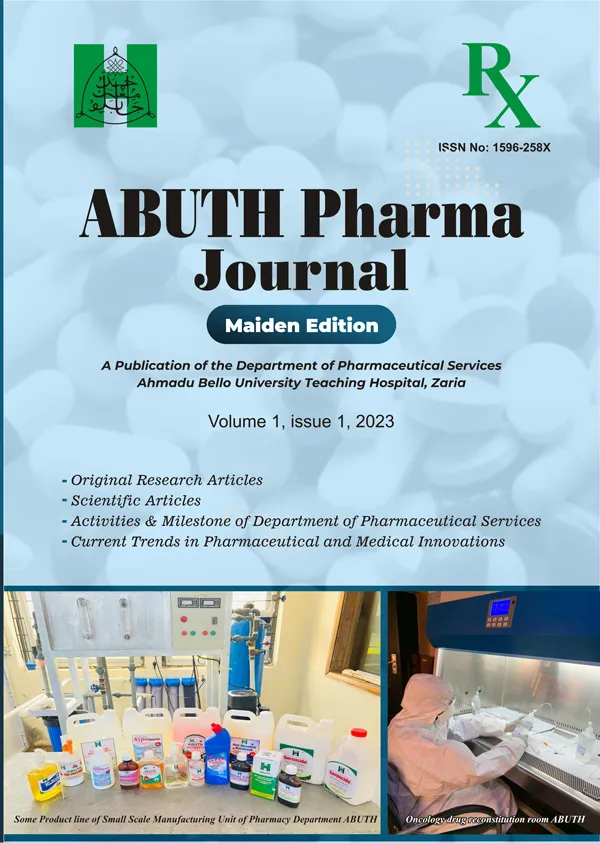 RX
ISSN No: 1596-258X
ABUTH Pharma
Journal
Maiden Edition
A Publication of the Department of Pharmaceutical Services
Ahmadu Bello University Teaching Hospital, Zaria
Volume 1, issue 1, 2023
- Original Research Articles
- Scientific Articles
- Activities & Milestone of Department of Pharmaceutical Services
- Current Trends in Pharmaceutical and Medical Innovations
ABUTH
Germicide
Some Product line of Small Scale Manufacturing Unit of Pharmacy Department ABUTH
Oncology drug reconstitution room ABUTH